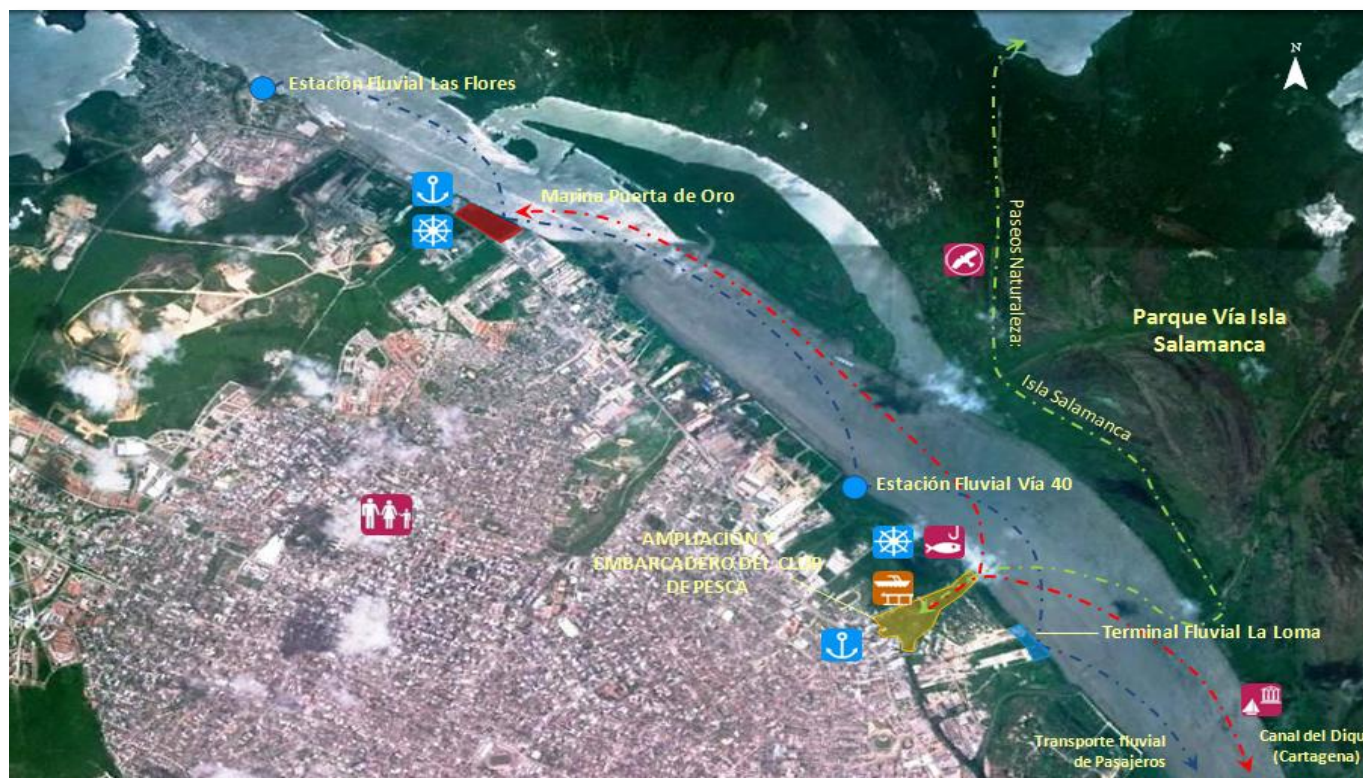 N
Estación Fluvial Las Flores
Marina Puerta de Oro
Paseos Naturaleza:
Isla Salamanca
Parque Vía Isla
Salamanca
Estación Fluvial Vía 40
AMPLIACIÓN Y
EMBARCADERO DEL CLUB
DE PESCA
Terminal Fluvial La Loma
Transporte fluvial
de Pasajeros
Canal del Diqu
(Cartagena)